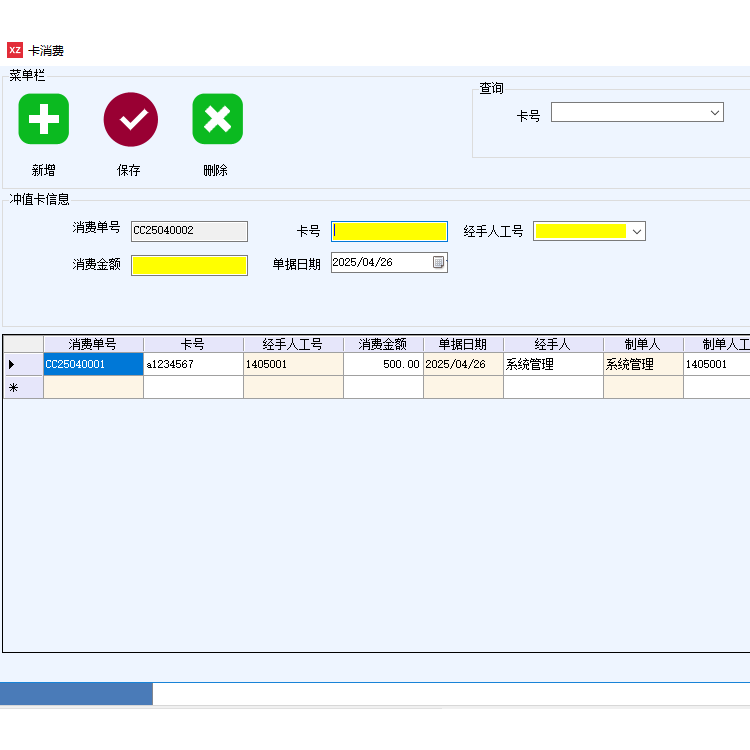 XZ 卡消费
菜单栏
查询
卡号
新增 保存 删除
冲值卡信息
消费单号 CC25040002 卡号 经手人工号
消费金额 单据日期 2025/04/26
消费单号 卡号 经手人工号 消费金额 单据日期 经手人 制单人 制单人工
CC25040001 a1234567 1405001 500.00 2025/04/26 系统管理 系统管理 1405001